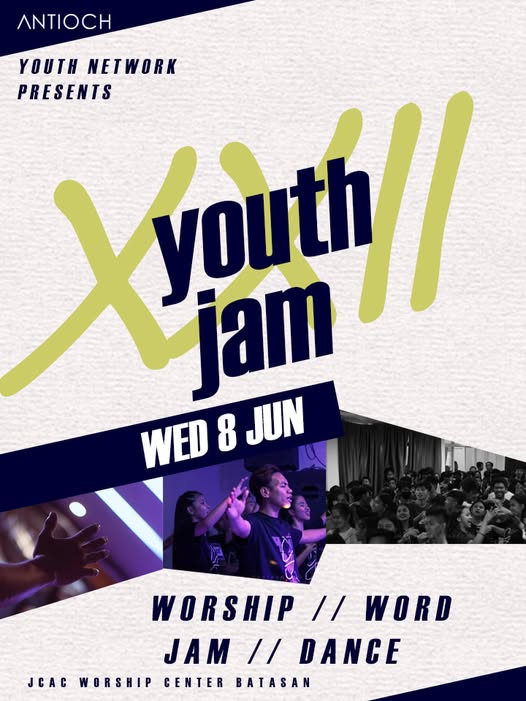 ANTIOCH
YOUTH NETWORK
PRESENTS
XXII
youth
jam
WED 8 JUN
WORSHIP // WORD
JAM // DANCE
JCAC WORSHIP CENTER BATASAN